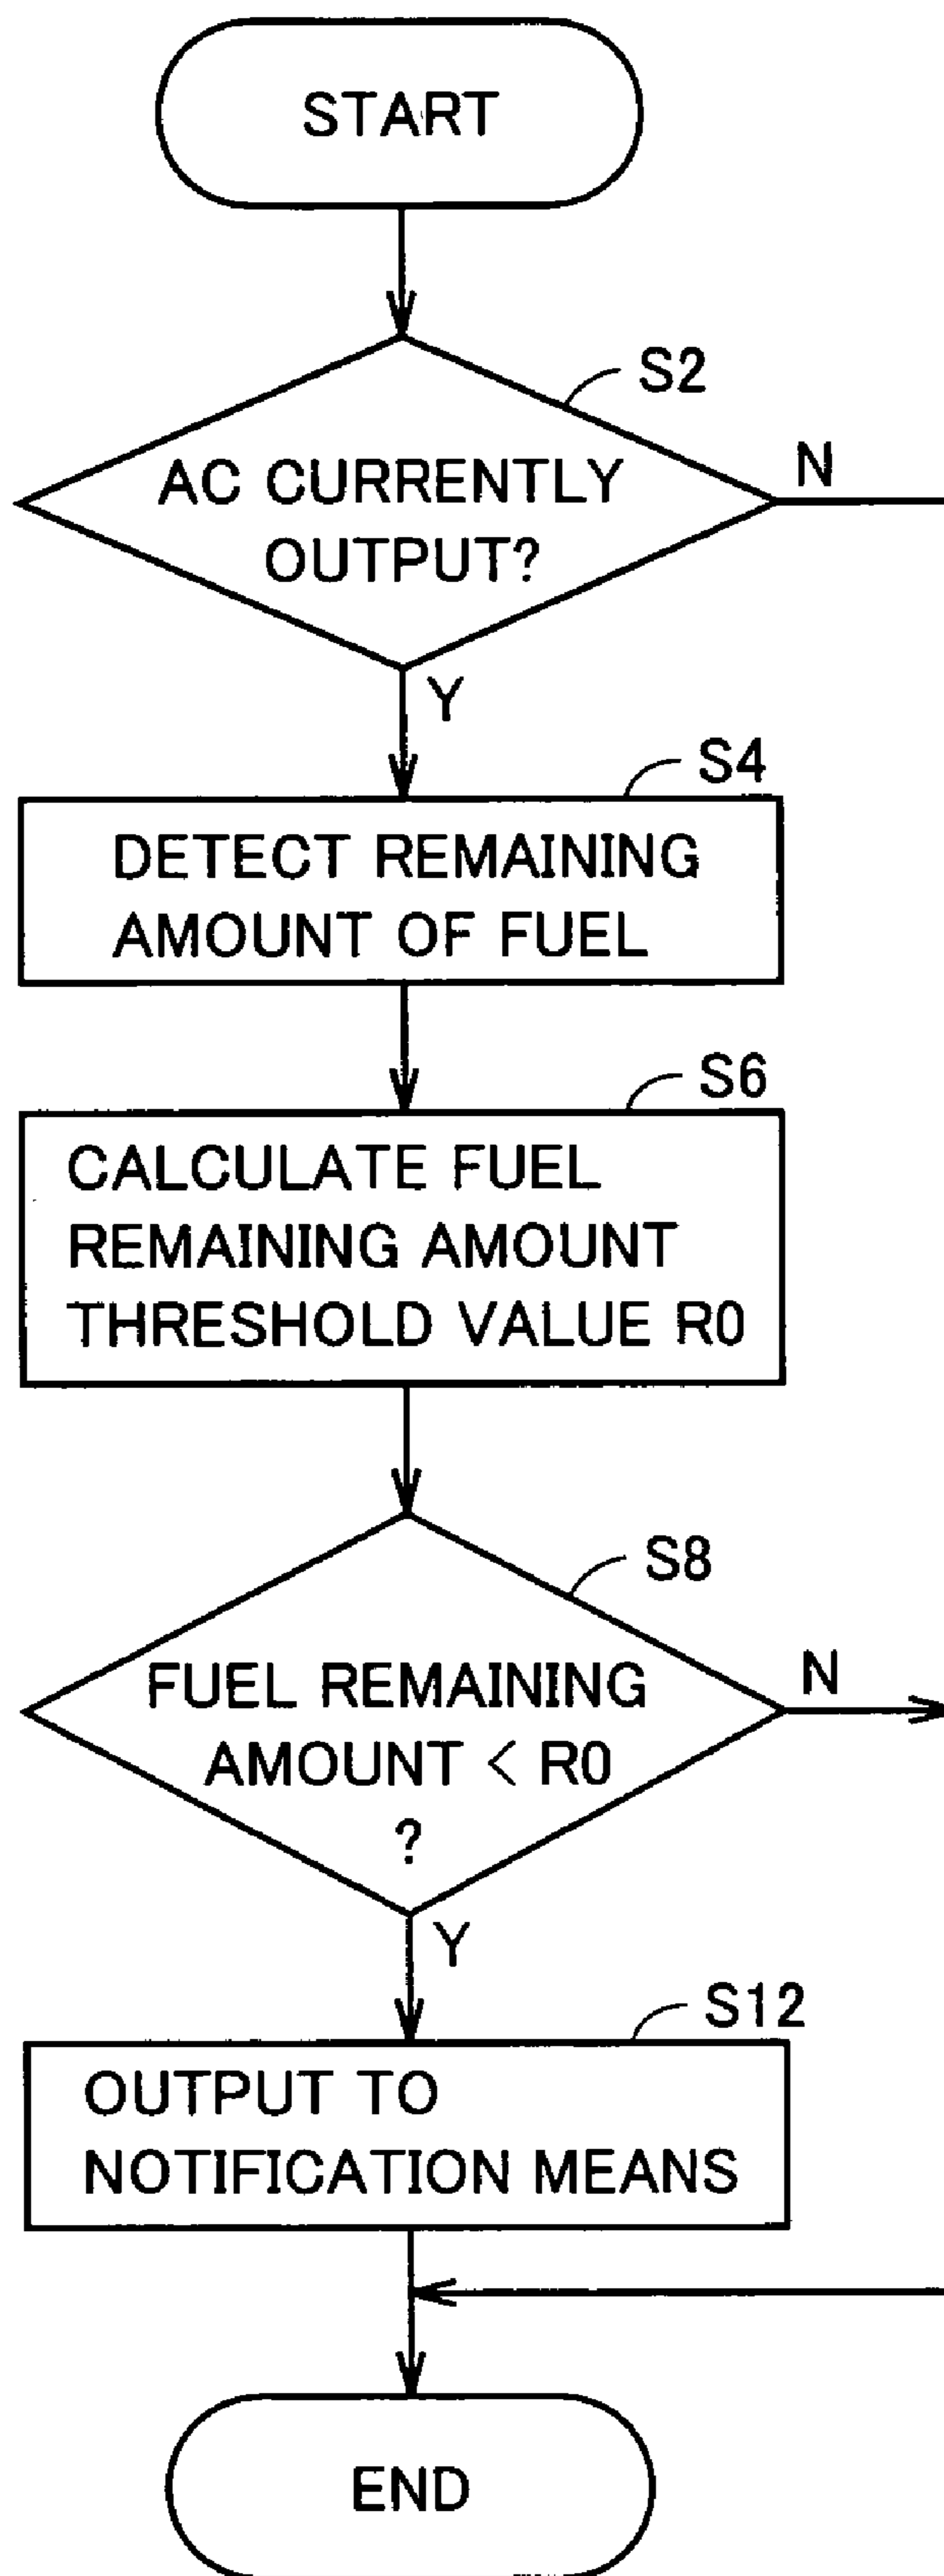 START
S2
AC CURRENTLY
OUTPUT?
N
Y
S4
DETECT REMAINING
AMOUNT OF FUEL
S6
CALCULATE FUEL
REMAINING AMOUNT
THRESHOLD VALUE R0
S8
FUEL REMAINING
AMOUNT < R0
?
N
Y
S12
OUTPUT TO
NOTIFICATION MEANS
END